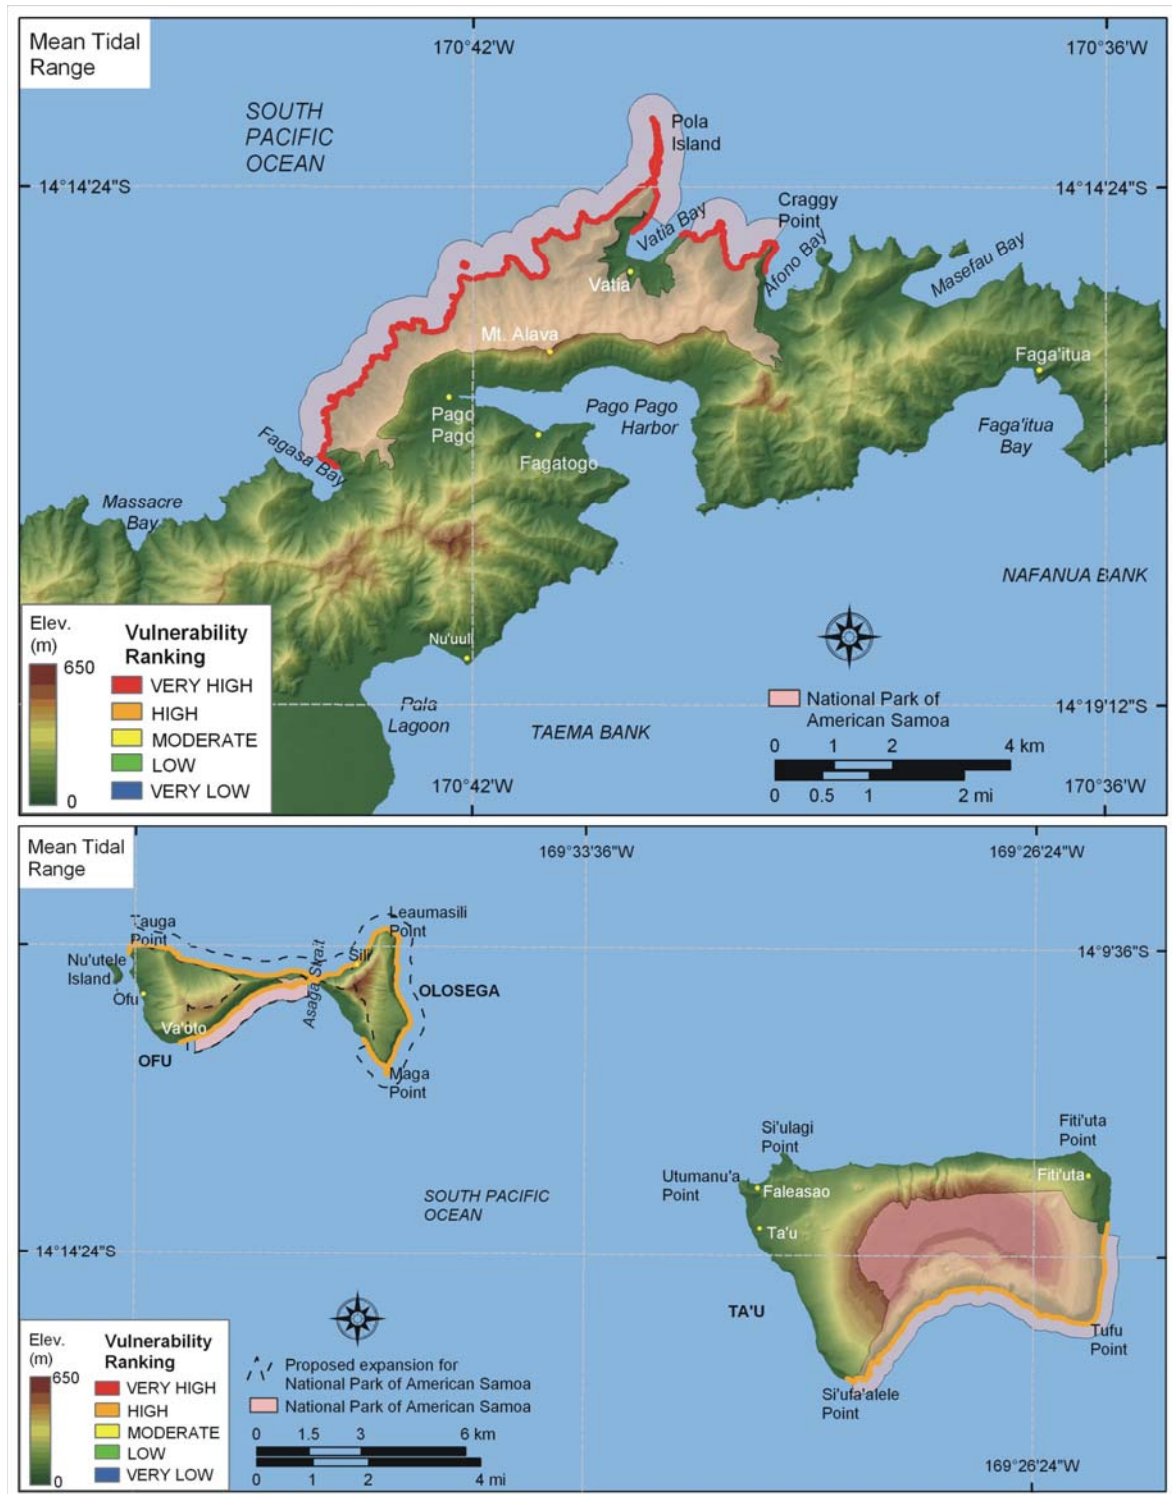 Mean Tidal
Range
170°42'W
170°36'W
SOUTH
PACIFIC
OCEAN
Pola
Island
14°14'24"S
14°14'24"S
Craggy
Point
Vatia Bay
Afono Bay
Masefau Bay
Vatia
Mt. Alava
Faga'itua
Pago
Pago
Pago Pago
Harbor
Faga'itua
Bay
Fagasa Bay
Fagatogo
Massacre
Bay
NAFANUA BANK
Elev.
(m)
650
0
Vulnerability
Ranking
VERY HIGH
HIGH
MODERATE
LOW
VERY LOW
Nu'uul
Pala
Lagoon
TAEMA BANK
National Park of
American Samoa
14°19'12"S
0 1 2 4 km
0 0.5 1 2 mi
170°42'W
170°36'W
Mean Tidal
Range
169°33'36"W
169°26'24"W
Tauga
Point
Leaumasili
Point
14°9'36"S
Nu'utele
Island
Sili
Asaga Strait
Ofu
OLOSEGA
Va'oto
OFU
Maga
Point
Si'ulagi
Point
Fiti'uta
Point
Utumanu'a
Point
Faleasao
Fiti'uta
SOUTH PACIFIC
OCEAN
Ta'u
14°14'24"S
TA'U
Tufu
Point
Si'ufa'alele
Point
Elev.
(m)
650
0
Vulnerability
Ranking
VERY HIGH
HIGH
MODERATE
LOW
VERY LOW
Proposed expansion for
National Park of American Samoa
National Park of American Samoa
0 1.5 3 6 km
0 1 2 4 mi
169°26'24"W